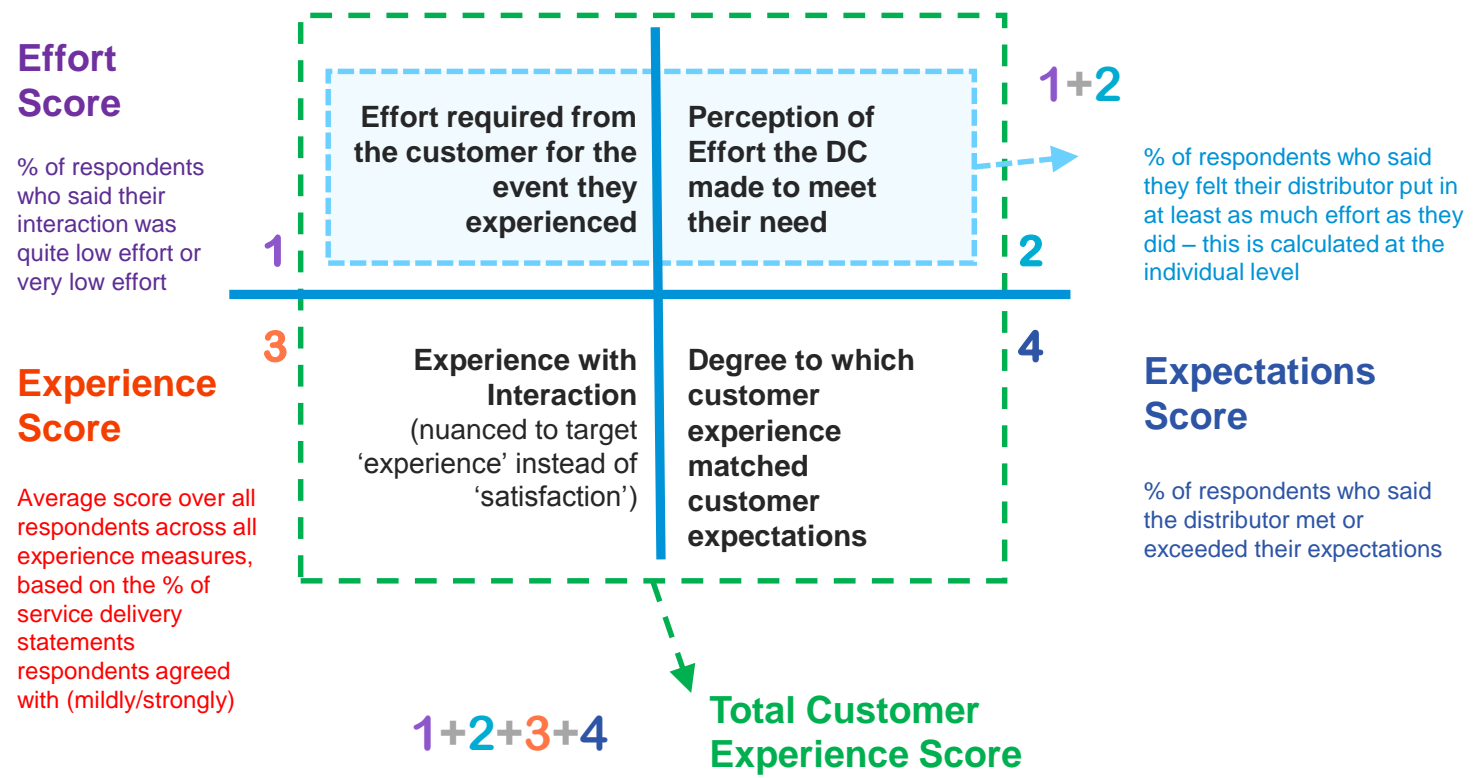 Effort
Score
% of respondents
who said their
interaction was
quite low effort or
very low effort
1
Effort required from
the customer for the
event they
experienced
Perception of
Effort the DC
made to meet
their need
2
1+2
% of respondents who said
they felt their distributor put in
at least as much effort as they
did – this is calculated at the
individual level
3
Experience
Score
Average score over all
respondents across all
experience measures,
based on the % of
service delivery
statements
respondents agreed
with (mildly/strongly)
Experience with
Interaction
(nuanced to target
‘experience’ instead of
‘satisfaction’)
Degree to which
customer
experience
matched
customer
expectations
4
Expectations
Score
% of respondents who said
the distributor met or
exceeded their expectations
1+2+3+4
Total Customer
Experience Score